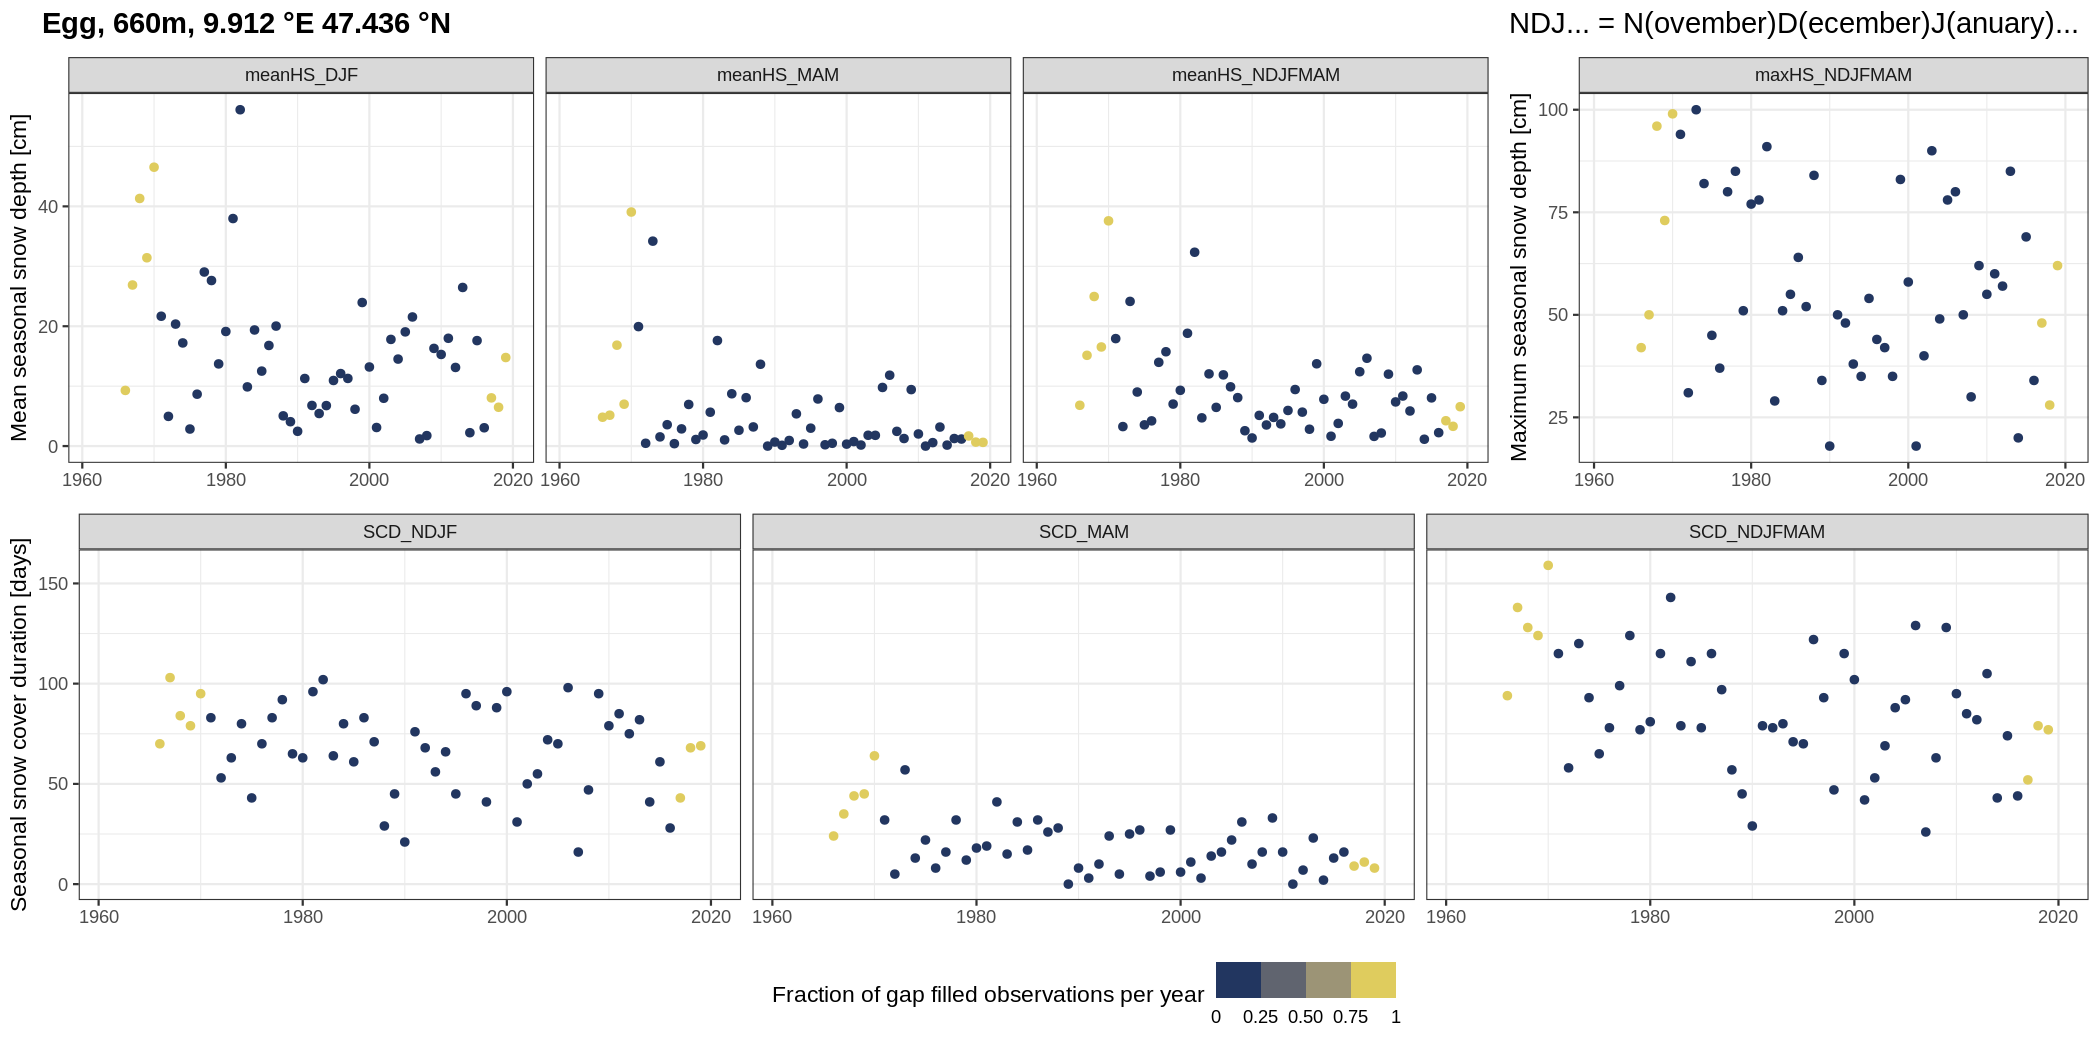 Egg, 660m, 9.912 °E 47.436 °N
NDJ... = N(ovember)D(ecember)J(anuary)...
meanHS_DJF
meanHS_MAM
meanHS_NDJFMAM
maxHS_NDJFMAM
Mean seasonal snow depth [cm]
40
20
0
1960 1980 2000 2020
1960 1980 2000 2020
1960 1980 2000 2020
Maximum seasonal snow depth [cm]
100
75
50
25
1960 1980 2000 2020
SCD_NDJF
SCD_MAM
SCD_NDJFMAM
Seasonal snow cover duration [days]
150
100
50
0
1960 1980 2000 2020
1960 1980 2000 2020
1960 1980 2000 2020
Fraction of gap filled observations per year
0 0.25 0.50 0.75 1